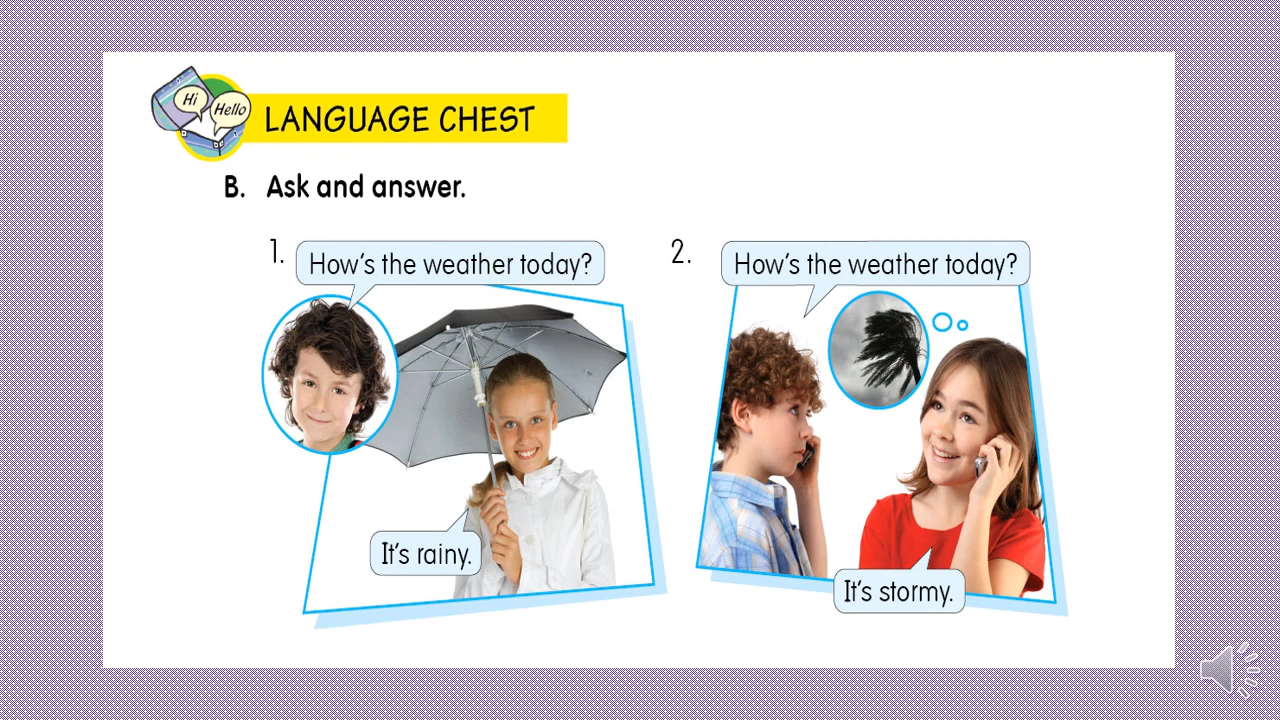 Hi
Hello
LANGUAGE CHEST
B. Ask and answer.
1. How's the weather today?
It's rainy.
2. How's the weather today?
It's stormy.